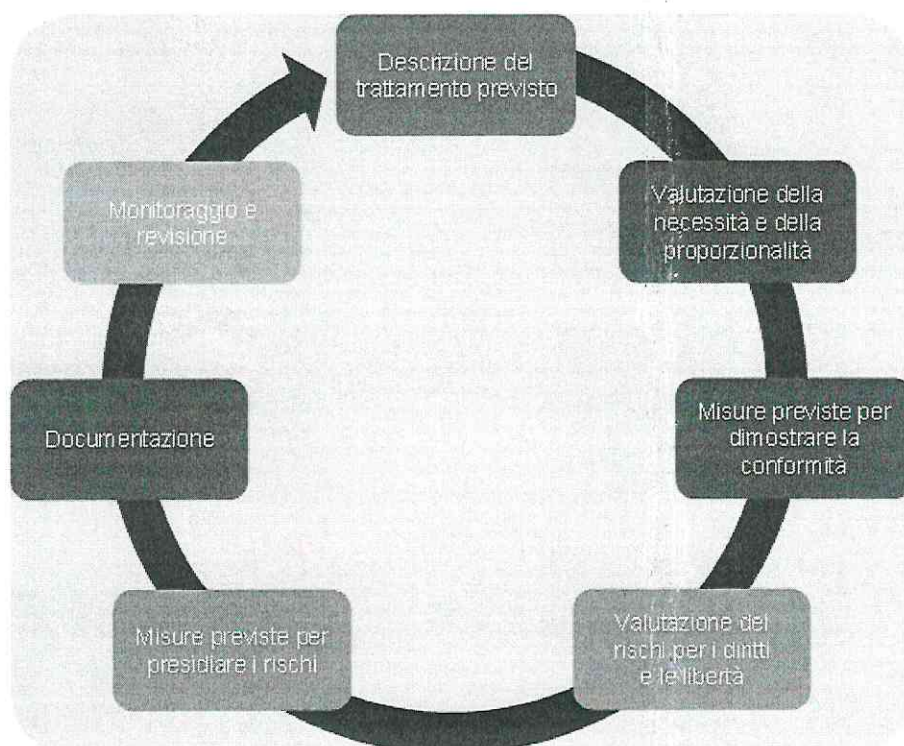 Descrizione del
trattamento previsto
Valutazione della
necessità e della
proporzionalità
Misure previste per
dimostrare la
conformità
Valutazione dei
rischi per i diritti
e le libertà
Misure previste per
presidiare i rischi
Documentazione
Monitoraggio e
revisione